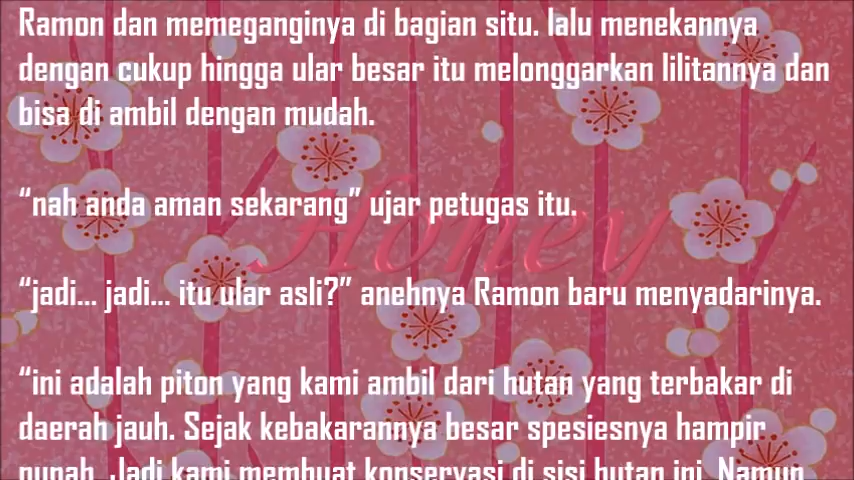 Ramon dan memeganginya di bagian situ. lalu menekannya
dengan cukup hingga ular besar itu melonggarkan lilitannya dan
bisa di ambil dengan mudah.
“nah anda aman sekarang” ujar petugas itu.
Honey
“jadi... jadi... itu ular asli?” anehnya Ramon baru menyadarinya.
“ini adalah piton yang kami ambil dari hutan yang terbakar di
daerah jauh. Sejak kebakarannya besar spesiesnya hampir
punah. Jadi kami membuat konservasi di sisi hutan ini. Namun